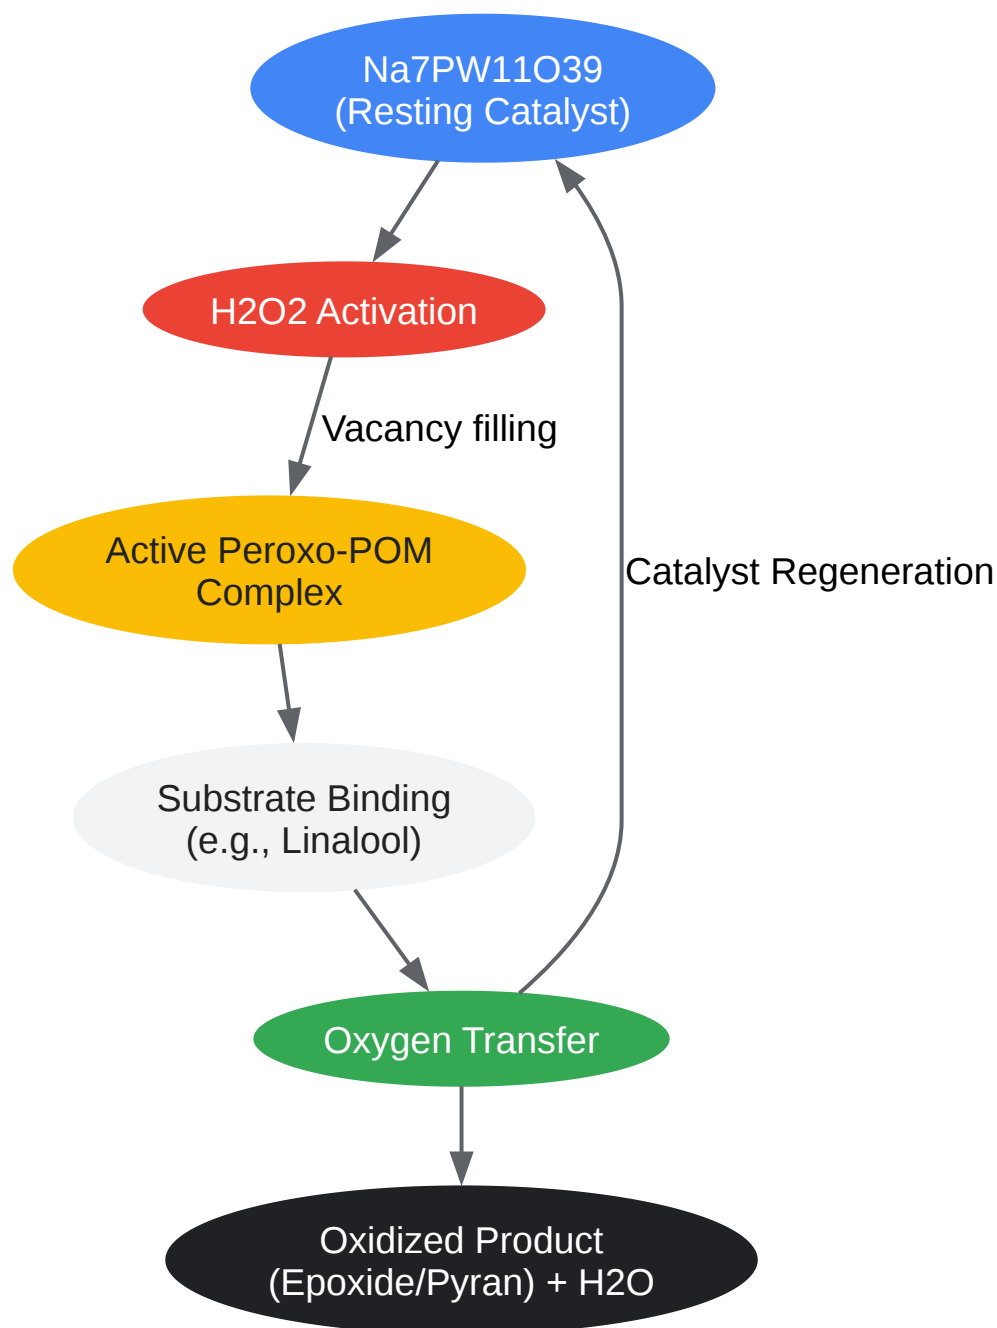 Na7PW11O39
(Resting Catalyst)
H2O2 Activation
Vacancy filling
Active Peroxo-POM
Complex
Catalyst Regeneration
Substrate Binding
(e.g., Linalool)
Oxygen Transfer
Oxidized Product
(Epoxide/Pyran) + H2O